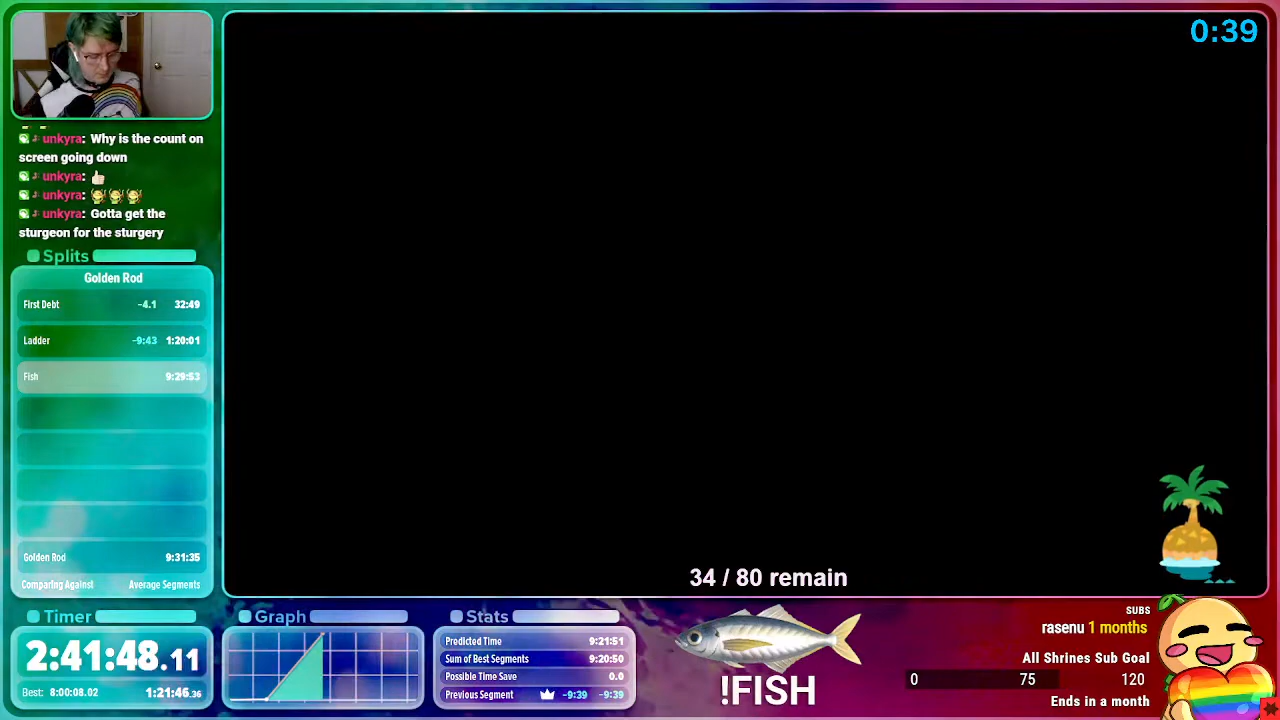 0:39
unkyra: Why is the count on
screen going down
unkyra:
unkyra:
unkyra: Gotta get the
sturgeon for the sturgery
Splits
Golden Rod
First Debt -4.1 32:49
Ladder -9:43 1:20:01
Fish 9:29:53
Golden Rod 9:31:35
Comparing Against Average Segments
34 / 80 remain
Timer
2:41:48.11
Best: 8:00:08.02 1:21:46.36
Graph
Stats
Predicted Time 9:21:51
Sum of Best Segments 9:20:50
Possible Time Save 0.0
Previous Segment -9:39 -9:39
!FISH
SUBS
rasenu 1 months
All Shrines Sub Goal
0 75 120
Ends in a month